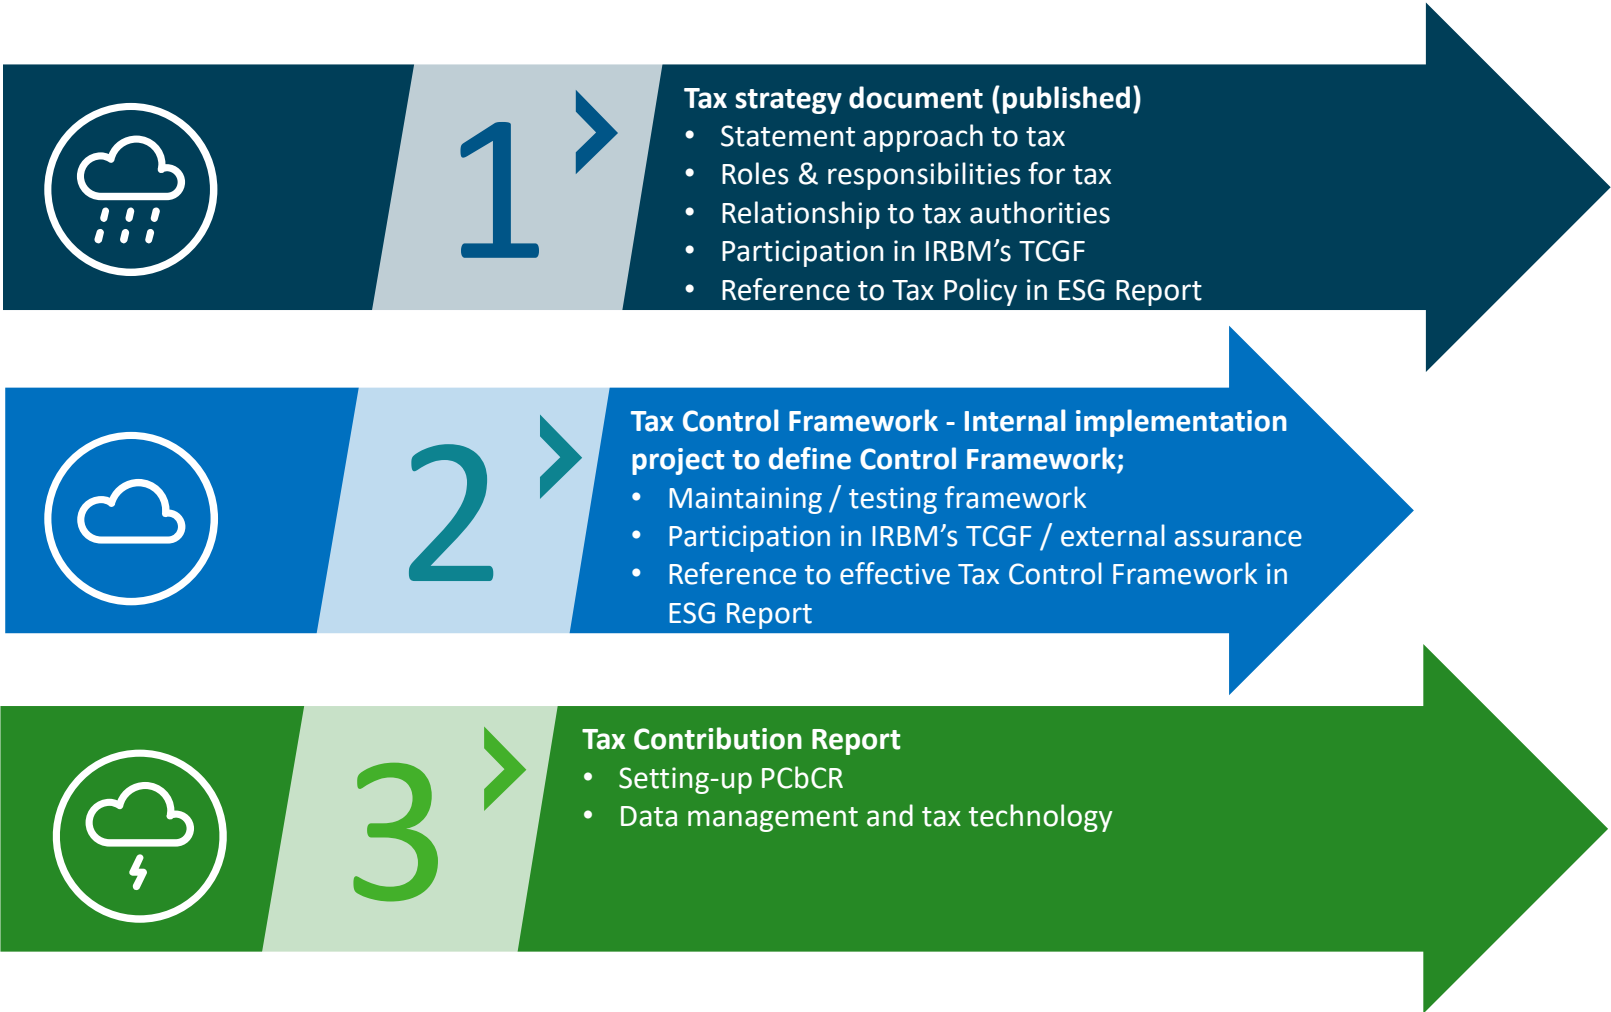 1
Tax strategy document (published)
• Statement approach to tax
• Roles & responsibilities for tax
• Relationship to tax authorities
• Participation in IRBM’s TCGF
• Reference to Tax Policy in ESG Report
2
Tax Control Framework - Internal implementation
project to define Control Framework;
• Maintaining / testing framework
• Participation in IRBM’s TCGF / external assurance
• Reference to effective Tax Control Framework in
ESG Report
3
Tax Contribution Report
• Setting-up PCbCR
• Data management and tax technology